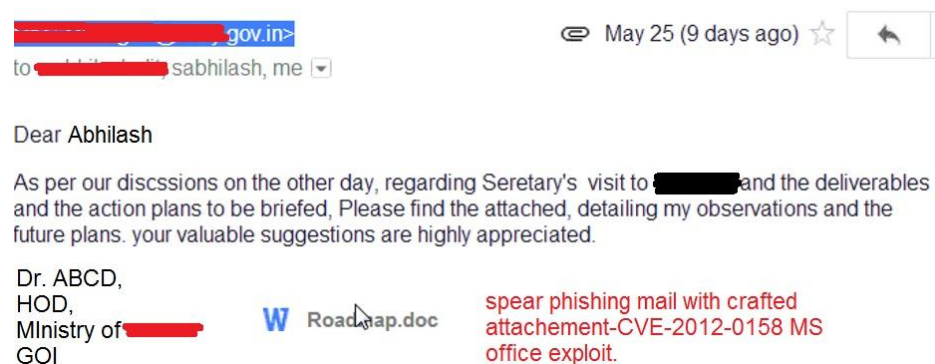 gov.in>
May 25 (9 days ago)
to sabhilash, me
Dear Abhilash
As per our discssions on the other day, regarding Seretary's visit to and the deliverables
and the action plans to be briefed, Please find the attached, detailing my observations and the
future plans. your valuable suggestions are highly appreciated.
Dr. ABCD,
HOD,
MInistry of
GOI
W Roadmap.doc
spear phishing mail with crafted
attachement-CVE-2012-0158 MS
office exploit.